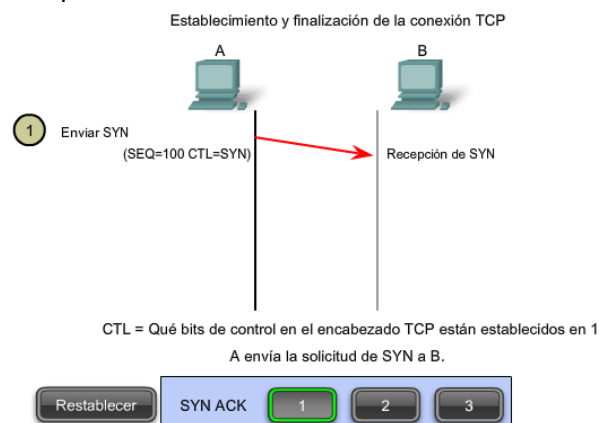 Establecimiento y finalización de la conexión TCP
A
B
1
Enviar SYN
(SEQ=100 CTL=SYN)
Recepción de SYN
CTL = Qué bits de control en el encabezado TCP están establecidos en 1
A envía la solicitud de SYN a B.
Restablecer
SYN ACK
1
2
3